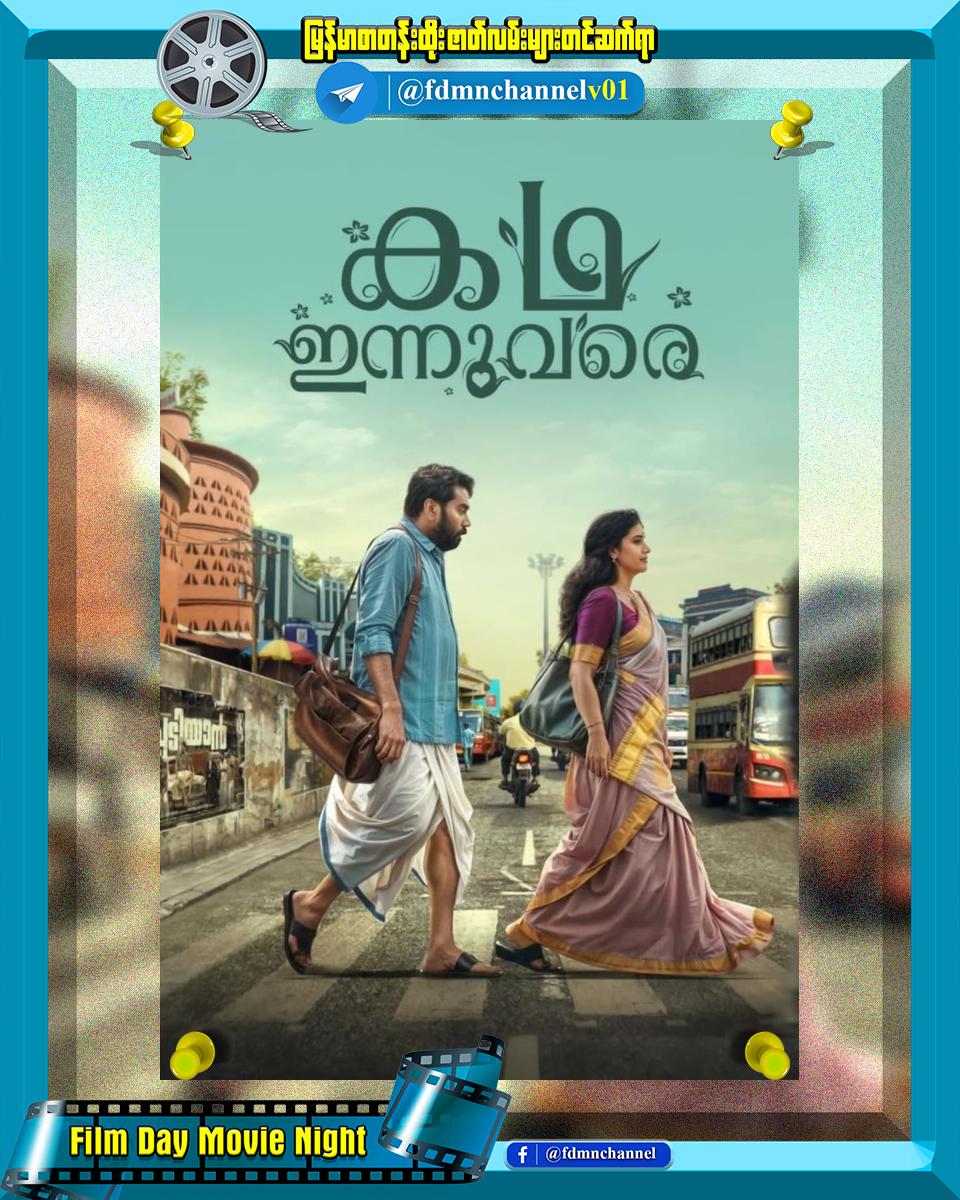 မြန်မာစာတန်းထိုးဇာတ်လမ်းများတင်ဆက်ရာ
@fdmnchannelv01
കഥ
ഇന്നുവരെ
Film Day Movie Night
@fdmnchannel